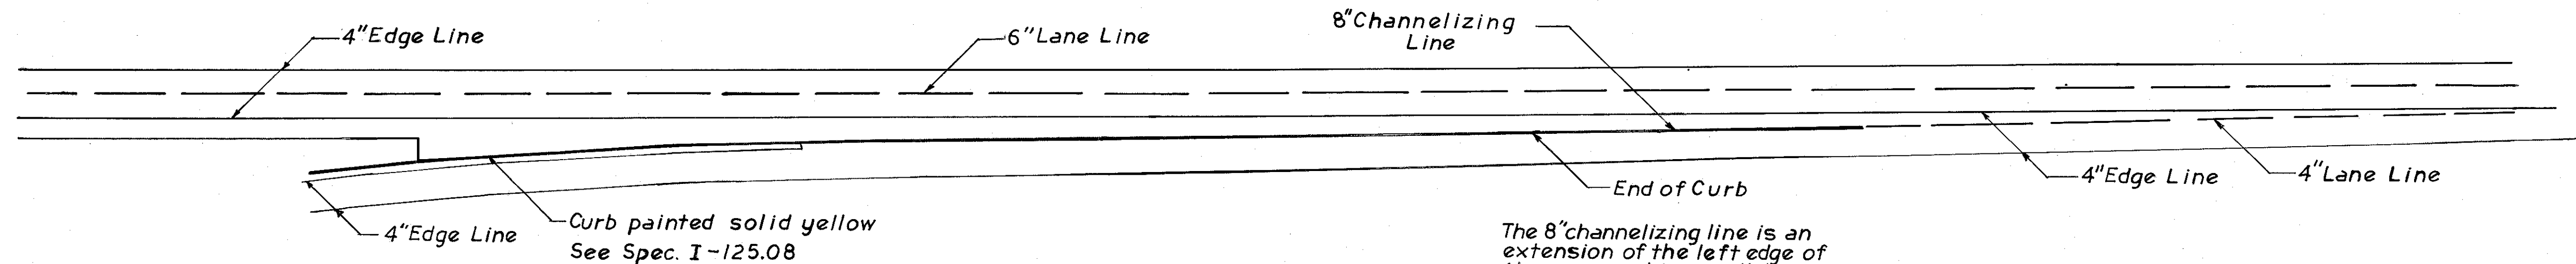 4" Edge Line
6" Lane Line
8" Channelizing
Line
4" Edge Line
4" Lane Line
End of Curb
4" Edge Line
Curb painted solid yellow
See Spec. I-125.08
The 8" channelizing line is an
extension of the left edge of